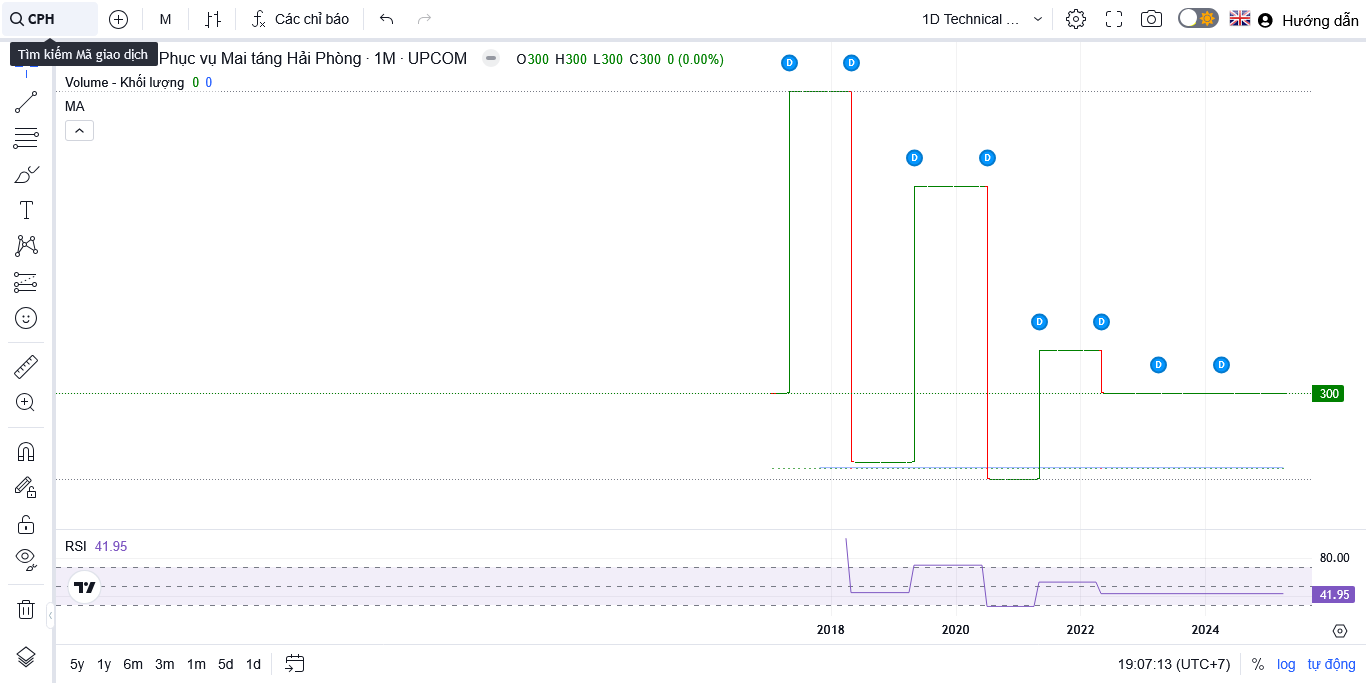 CPH
M
Các chỉ báo
1D Technical ...
Hướng dẫn
Tìm kiếm Mã giao dịch
Phục vụ Mai táng Hải Phòng · 1M · UPCOM
O300 H300 L300 C300 0 (0.00%)
Volume - Khối lượng 0 0
MA
D D
D D
D D
D D
300
RSI 41.95
80.00
41.95
2018 2020 2022 2024
5y 1y 6m 3m 1m 5d 1d
19:07:13 (UTC+7) % log tự động